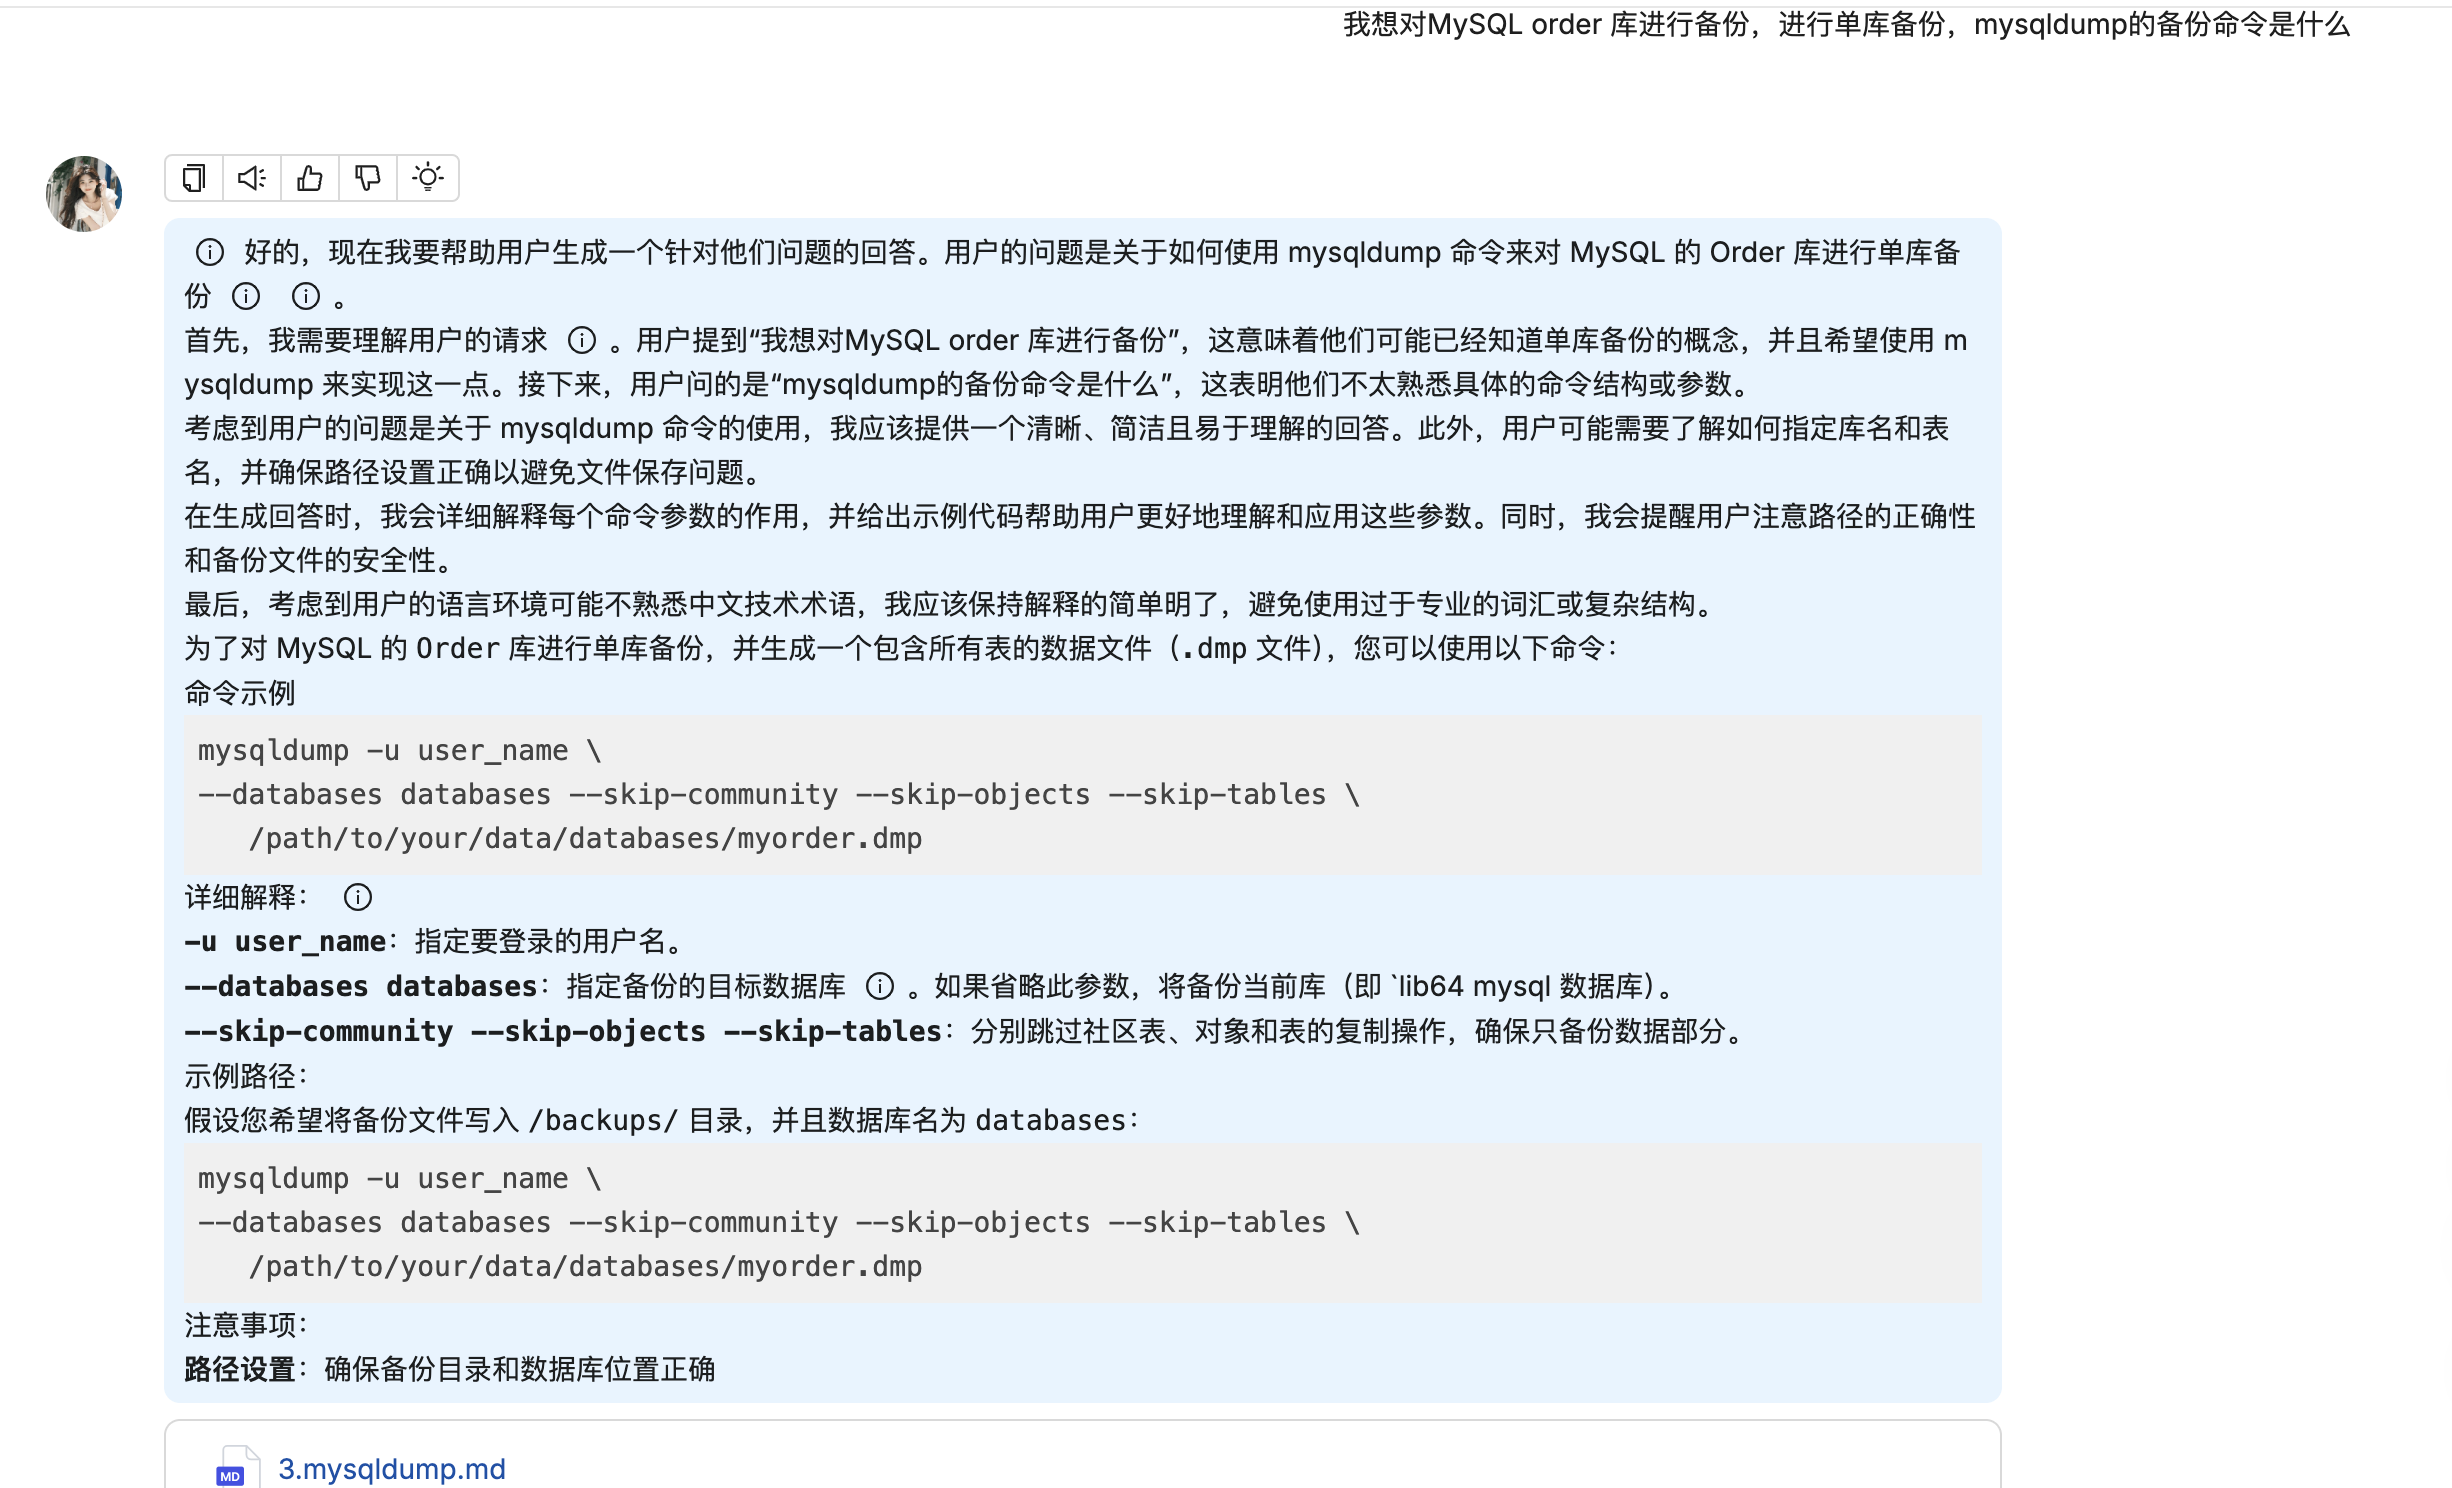 我想对MySQL order 库进行备份，进行单库备份，mysqldump的备份命令是什么
好的，现在我要帮助用户生成一个针对他们问题的回答。用户的问题是关于如何使用 mysqldump 命令来对 MySQL 的 Order 库进行单库备
份 。
首先，我需要理解用户的请求 。用户提到“我想对MySQL order 库进行备份”，这意味着他们可能已经知道单库备份的概念，并且希望使用 m
ysqldump 来实现这一点。接下来，用户问的是“mysqldump的备份命令是什么”，这表明他们不太熟悉具体的命令结构或参数。
考虑到用户的问题是关于 mysqldump 命令的使用，我应该提供一个清晰、简洁且易于理解的回答。此外，用户可能需要了解如何指定库名和表
名，并确保路径设置正确以避免文件保存问题。
在生成回答时，我会详细解释每个命令参数的作用，并给出示例代码帮助用户更好地理解和应用这些参数。同时，我会提醒用户注意路径的正确性
和备份文件的安全性。
最后，考虑到用户的语言环境可能不熟悉中文技术术语，我应该保持解释的简单明了，避免使用过于专业的词汇或复杂结构。
为了对 MySQL 的 Order 库进行单库备份，并生成一个包含所有表的数据文件（.dmp 文件），您可以使用以下命令：
命令示例
mysqldump -u user_name \
--databases databases --skip-community --skip-objects --skip-tables \
   /path/to/your/data/databases/myorder.dmp
详细解释：
-u user_name：指定要登录的用户名。
--databases databases：指定备份的目标数据库 。如果省略此参数，将备份当前库（即 `lib64 mysql 数据库）。
--skip-community --skip-objects --skip-tables：分别跳过社区表、对象和表的复制操作，确保只备份数据部分。
示例路径：
假设您希望将备份文件写入 /backups/ 目录，并且数据库名为 databases：
mysqldump -u user_name \
--databases databases --skip-community --skip-objects --skip-tables \
   /path/to/your/data/databases/myorder.dmp
注意事项：
路径设置：确保备份目录和数据库位置正确
MD 3.mysqldump.md